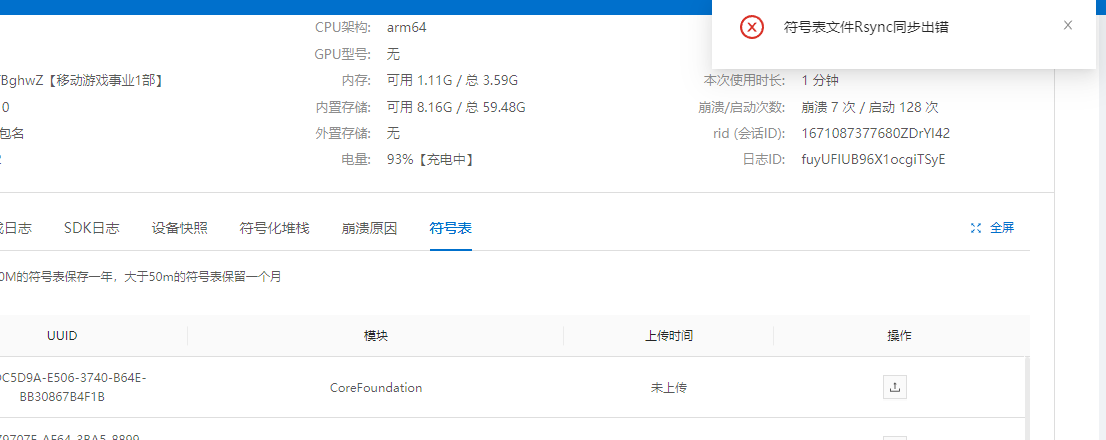 符号表文件Rsync同步出错
CPU架构: arm64
GPU型号: 无
BghwZ【移动游戏事业1部】 内存: 可用 1.11G / 总 3.59G 本次使用时长: 1 分钟
0 内置存储: 可用 8.16G / 总 59.48G 崩溃/启动次数: 崩溃 7 次 / 启动 128 次
包名 外置存储: 无 rid (会话ID): 1671087377680ZDrYI42
电量: 93%【充电中】 日志ID: fuyUFIUB96X1ocgiTSyE
日志 SDK日志 设备快照 符号化堆栈 崩溃原因 符号表 全屏
0M的符号表保存一年，大于50m的符号表保留一个月
UUID 模块 上传时间 操作
C5D9A-E506-3740-B64E-
BB30867B4F1B CoreFoundation 未上传